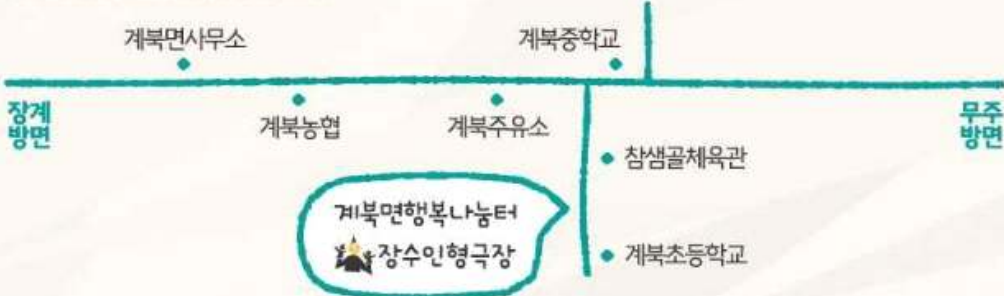 계북면사무소
계북중학교
장계
방면
계북농협
계북주유소
무주
방면
참샘골체육관
계북면행복나눔터
장수인형극장
계북초등학교